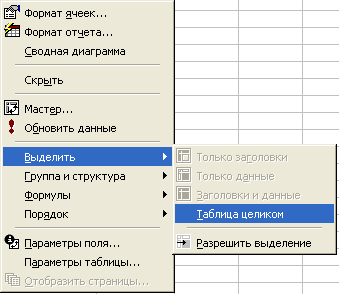 Формат ячеек...
Формат отчета...
Сводная диаграмма
Скрыть
Мастер...
Обновить данные
Выделить
Группа и структура
Формулы
Порядок
Параметры поля...
Параметры таблицы...
Отобразить страницы...
Только заголовки
Только данные
Заголовки и данные
Таблица целиком
Разрешить выделение